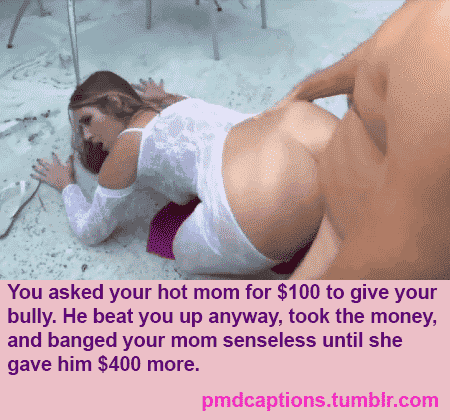 You asked your hot mom for $100 to give your
bully. He beat you up anyway, took the money,
and banged your mom senseless until she
gave him $400 more.
pmdcaptions.tumblr.com